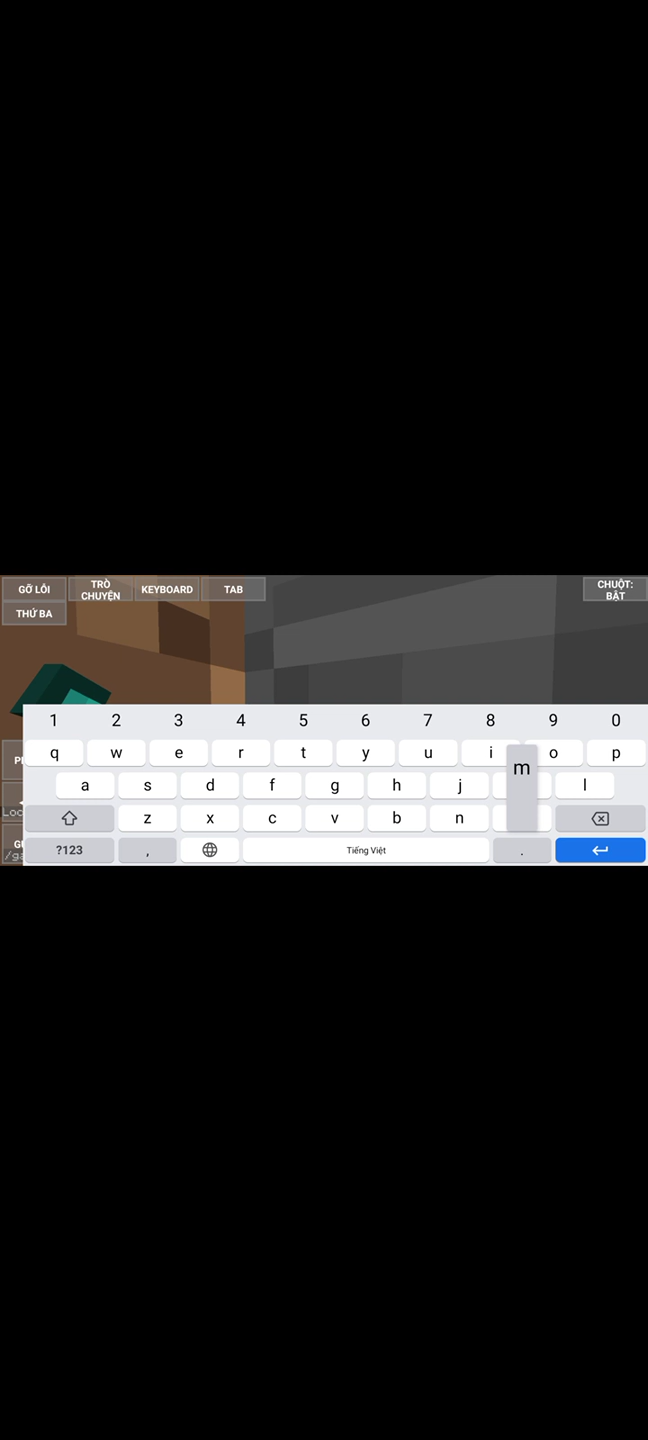 GỠ LỖI
TRÒ CHUYỆN
KEYBOARD
TAB
CHUỘT: BẬT
THỨ BA
1 2 3 4 5 6 7 8 9 0
q w e r t y u i o p
m
a s d f g h j l
z x c v b n
?123 , Tiếng Việt .